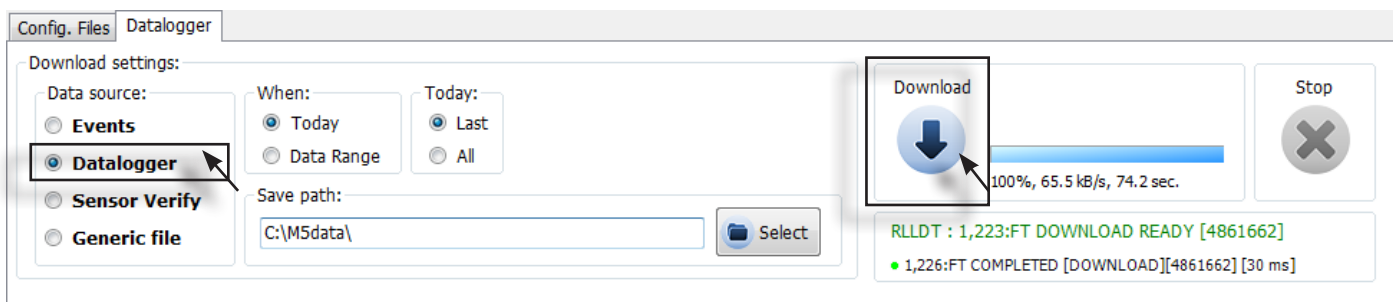 Config. Files Datalogger
Download settings:
Data source:
Events
Datalogger
Sensor Verify
Generic file
When:
Today
Data Range
Today:
Last
All
Save path:
C:\M5data\
Select
Download
100%, 65.5 kB/s, 74.2 sec.
Stop
RLLDT : 1,223:FT DOWNLOAD READY [4861662]
1,226:FT COMPLETED [DOWNLOAD][4861662] [30 ms]